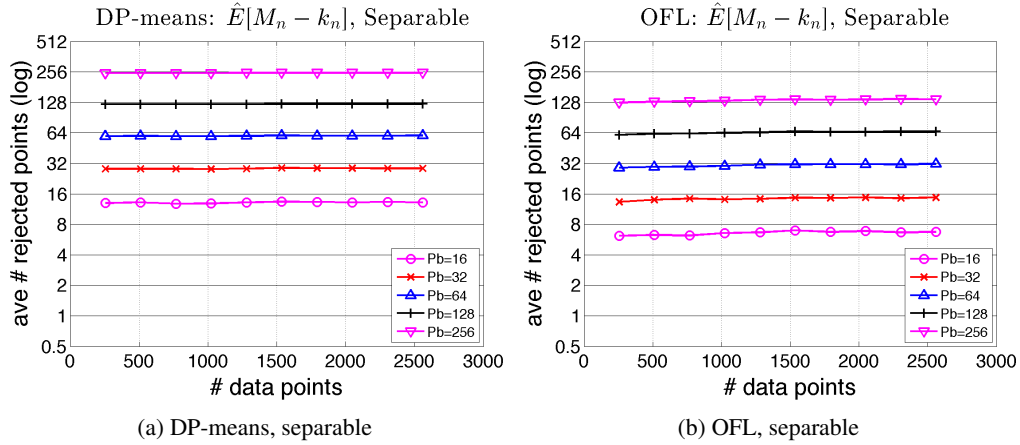 DP-means: Ê[Mₙ − kₙ], Separable
ave # rejected points (log)
512
256
128
64
32
16
8
4
2
1
0.5
0 500 1000 1500 2000 2500 3000
# data points
Pb=16
Pb=32
Pb=64
Pb=128
Pb=256
(a) DP-means, separable
OFL: Ê[Mₙ − kₙ], Separable
ave # rejected points (log)
512
256
128
64
32
16
8
4
2
1
0.5
0 500 1000 1500 2000 2500 3000
# data points
Pb=16
Pb=32
Pb=64
Pb=128
Pb=256
(b) OFL, separable